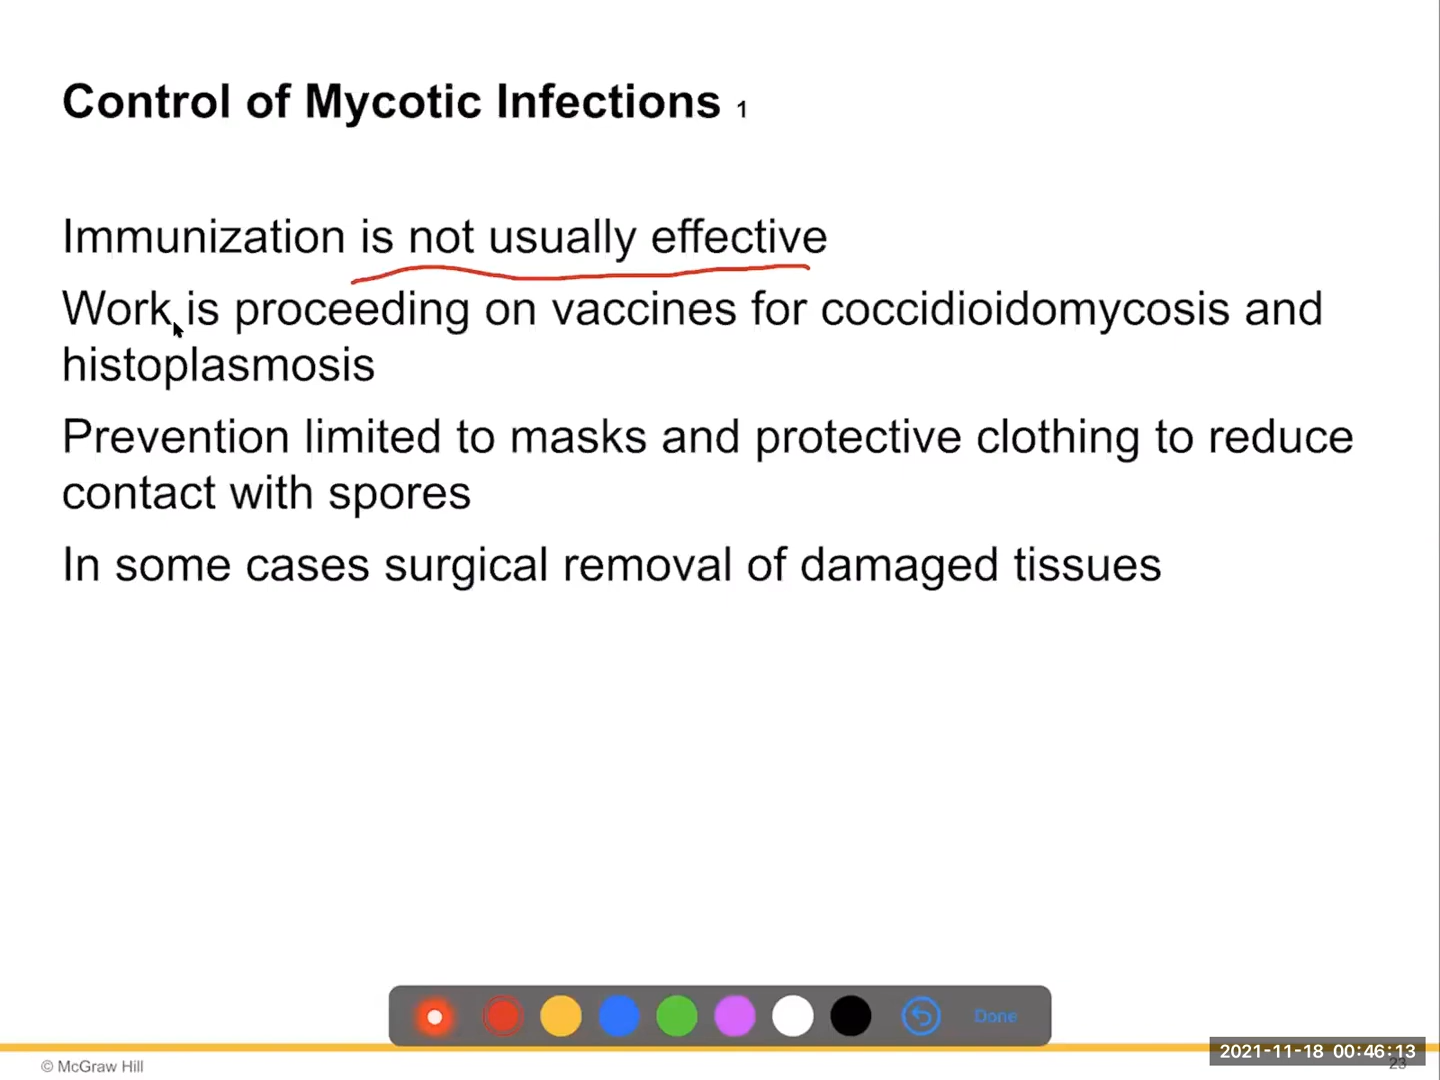 Control of Mycotic Infections 1
Immunization is not usually effective
Work is proceeding on vaccines for coccidioidomycosis and
histoplasmosis
Prevention limited to masks and protective clothing to reduce
contact with spores
In some cases surgical removal of damaged tissues
Done
2021-11-18 00:46:13
© McGraw Hill
23